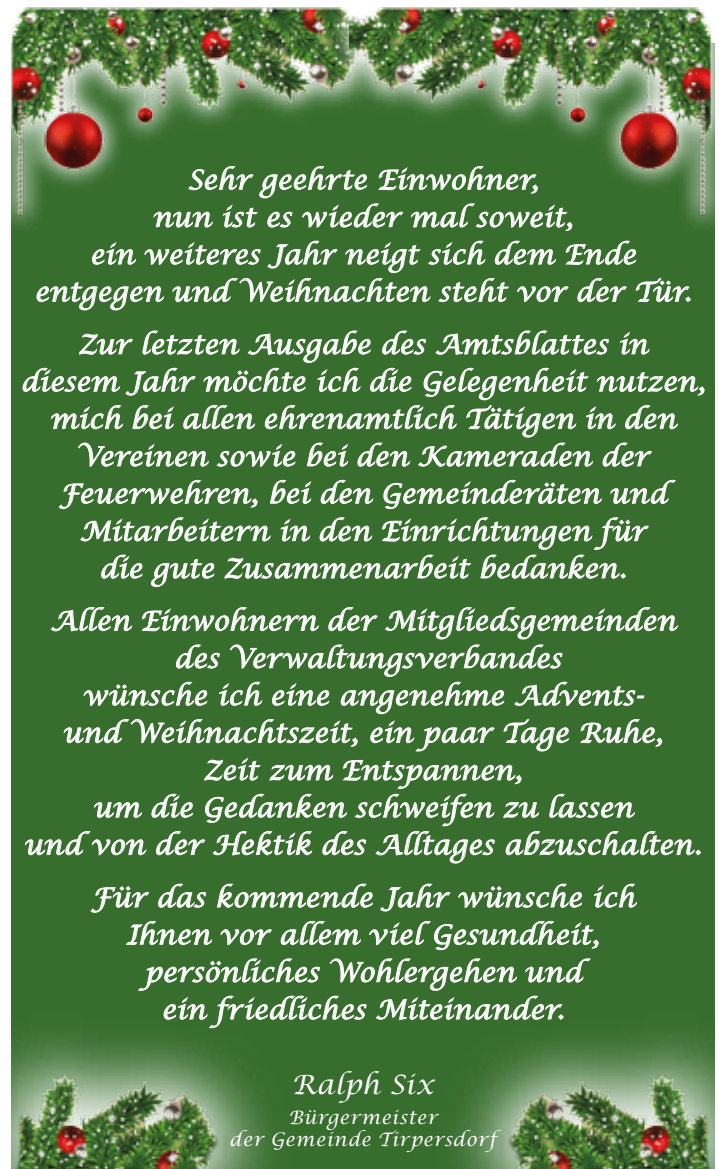 Sehr geehrte Einwohner,
nun ist es wieder mal soweit,
ein weiteres Jahr neigt sich dem Ende
entgegen und Weihnachten steht vor der Tür.
Zur letzten Ausgabe des Amtsblattes in
diesem Jahr möchte ich die Gelegenheit nutzen,
mich bei allen ehrenamtlich Tätigen in den
Vereinen sowie bei den Kameraden der
Feuerwehren, bei den Gemeinderäten und
Mitarbeitern in den Einrichtungen für
die gute Zusammenarbeit bedanken.
Allen Einwohnern der Mitgliedsgemeinden
des Verwaltungsverbandes
wünsche ich eine angenehme Advents-
und Weihnachtszeit, ein paar Tage Ruhe,
Zeit zum Entspannen,
um die Gedanken schweifen zu lassen
und von der Hektik des Alltages abzuschalten.
Für das kommende Jahr wünsche ich
Ihnen vor allem viel Gesundheit,
persönliches Wohlergehen und
ein friedliches Miteinander.
Ralph Six
Bürgermeister
der Gemeinde Tirpersdorf